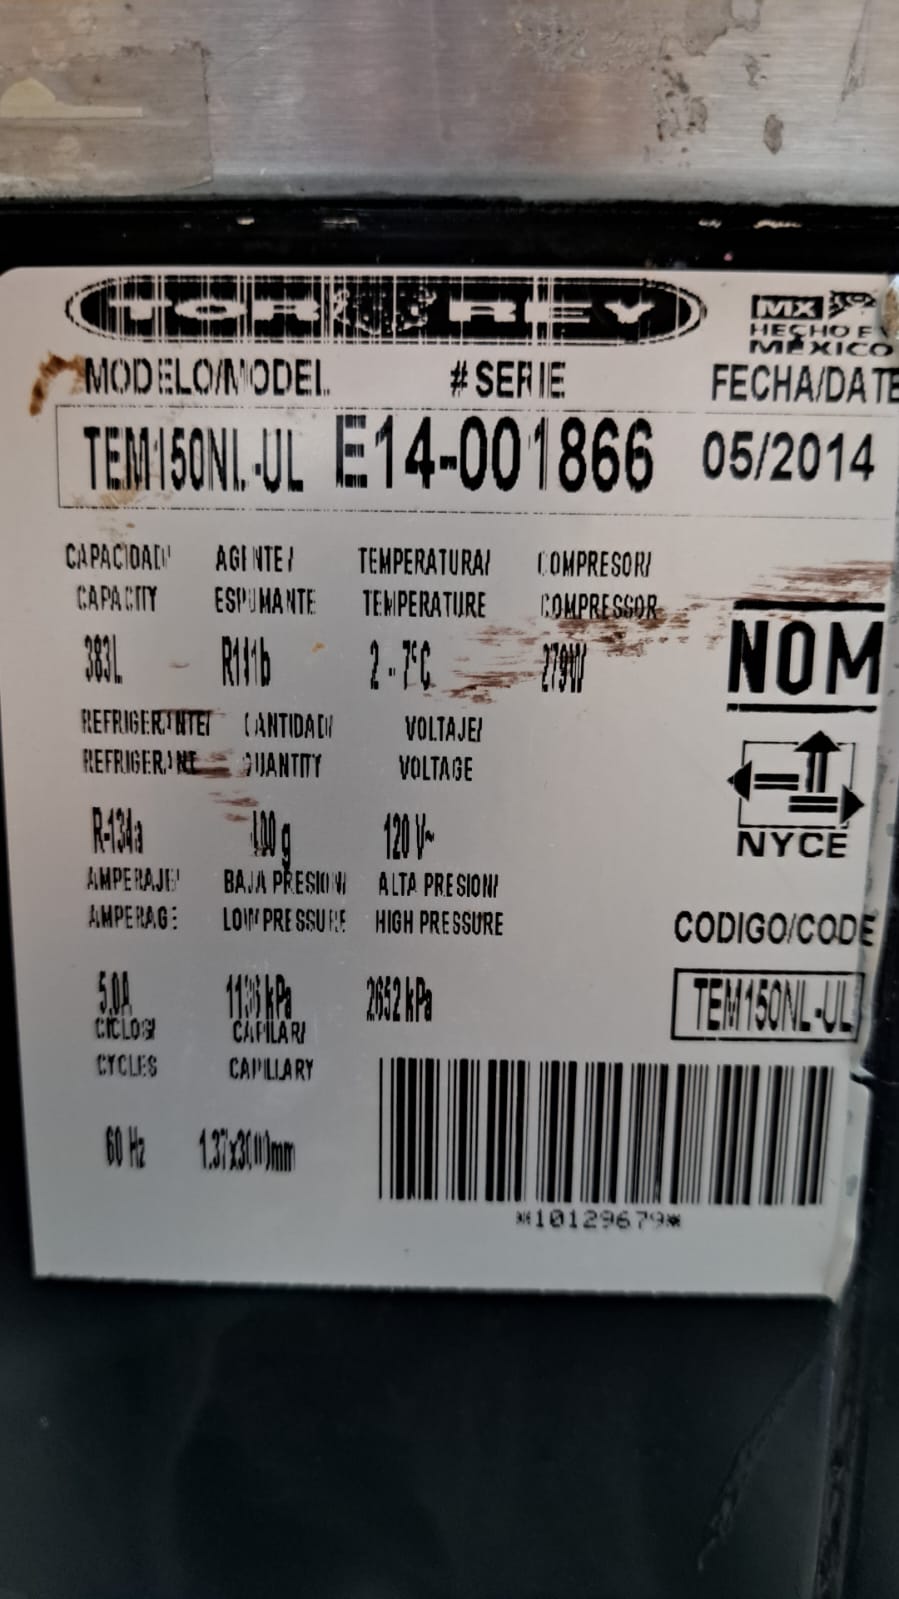 TOR REY
MX
HECHO E
MÉXICO
MODELO/MODEL # SERIE FECHA/DATE
TEM150NL-UL E14-001866 05/2014
CAPACIDAD/ AGENTE/ TEMPERATURA/ COMPRESOR/
CAPACITY ESPUMANTE TEMPERATURE COMPRESSOR
383L R141b 2 - 7°C 279W
NOM
REFRIGERANTE/ CANTIDAD/ VOLTAJE/
REFRIGERANT QUANTITY VOLTAGE
R-134a g 120 V~
NYCE
AMPERAJE/ BAJA PRESION/ ALTA PRESION/
AMPERAGE LOW PRESSURE HIGH PRESSURE
CODIGO/CODE
5.0A 1136 kPa 2652 kPa
TEM150NL-UL
CICLOS/ CAPILAR/
CYCLES CAPILLARY
60 Hz
*10129679*